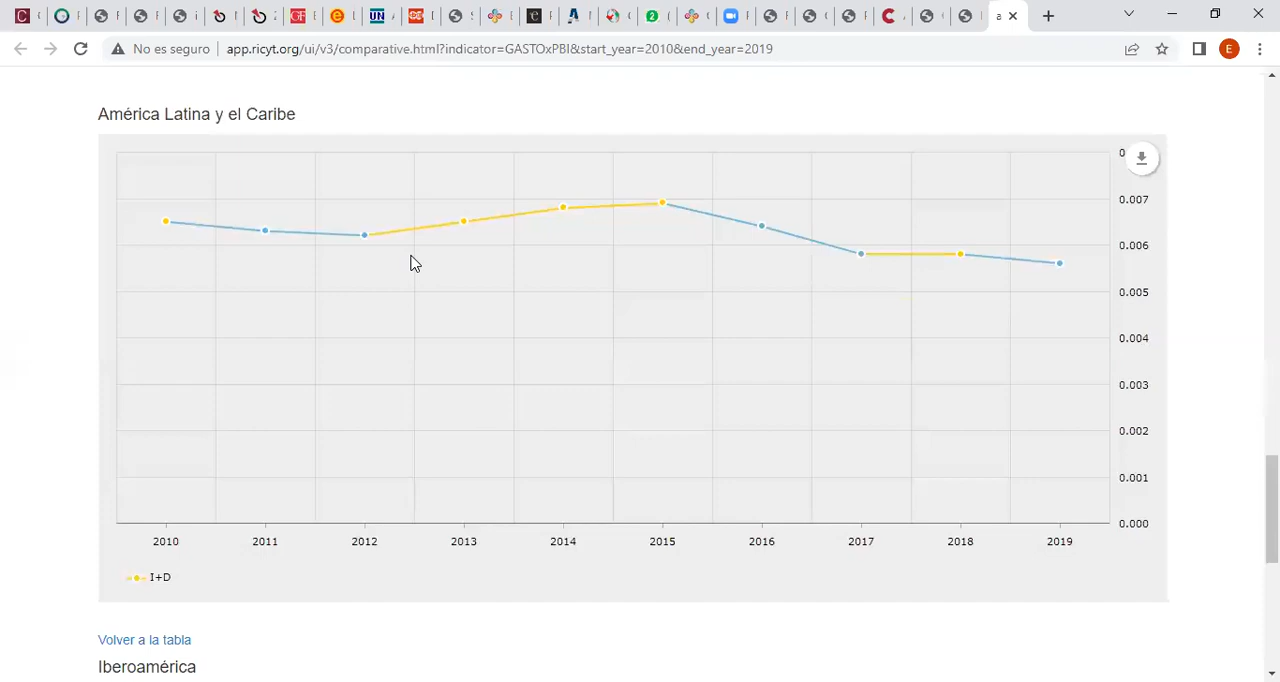 No es seguro app.ricyt.org/ui/v3/comparative.html?indicator=GASTOxPBI&start_year=2010&end_year=2019
E
América Latina y el Caribe
0.007
0.006
0.005
0.004
0.003
0.002
0.001
0.000
2010 2011 2012 2013 2014 2015 2016 2017 2018 2019
I+D
Volver a la tabla
Iberoamérica